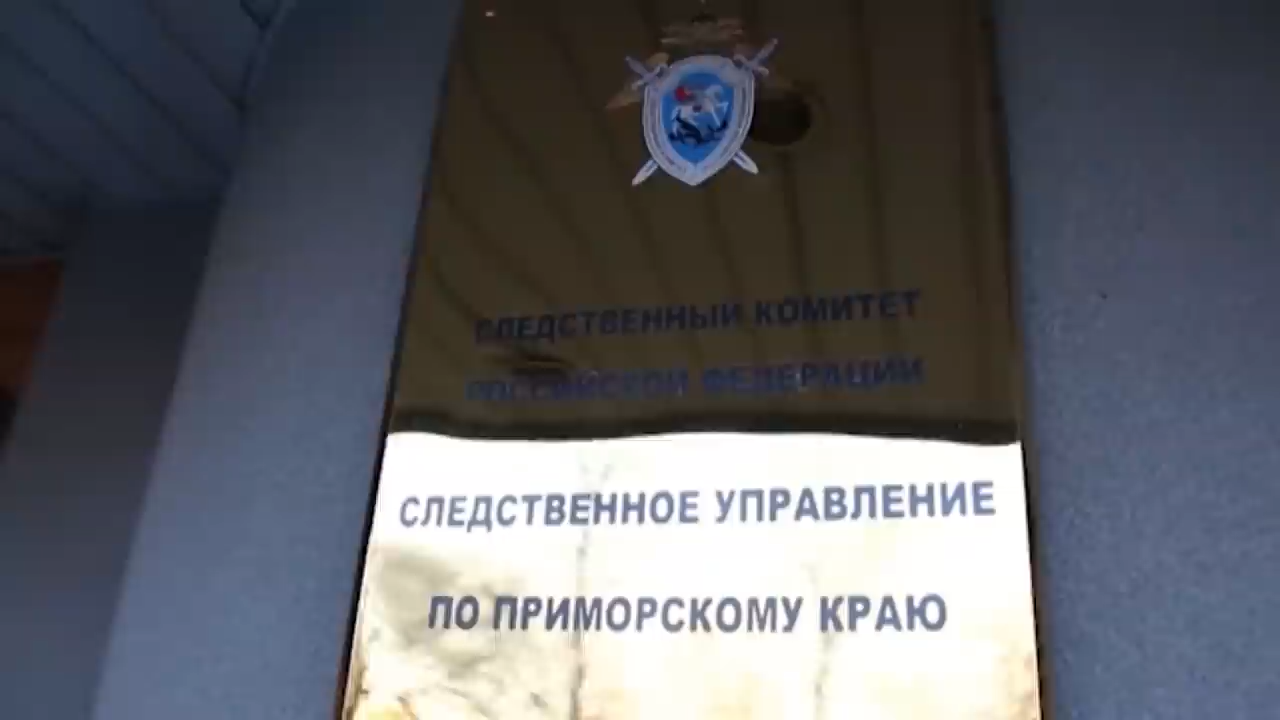 СЛЕДСТВЕННЫЙ КОМИТЕТ
РОССИЙСКОЙ ФЕДЕРАЦИИ
СЛЕДСТВЕННОЕ УПРАВЛЕНИЕ
ПО ПРИМОРСКОМУ КРАЮ